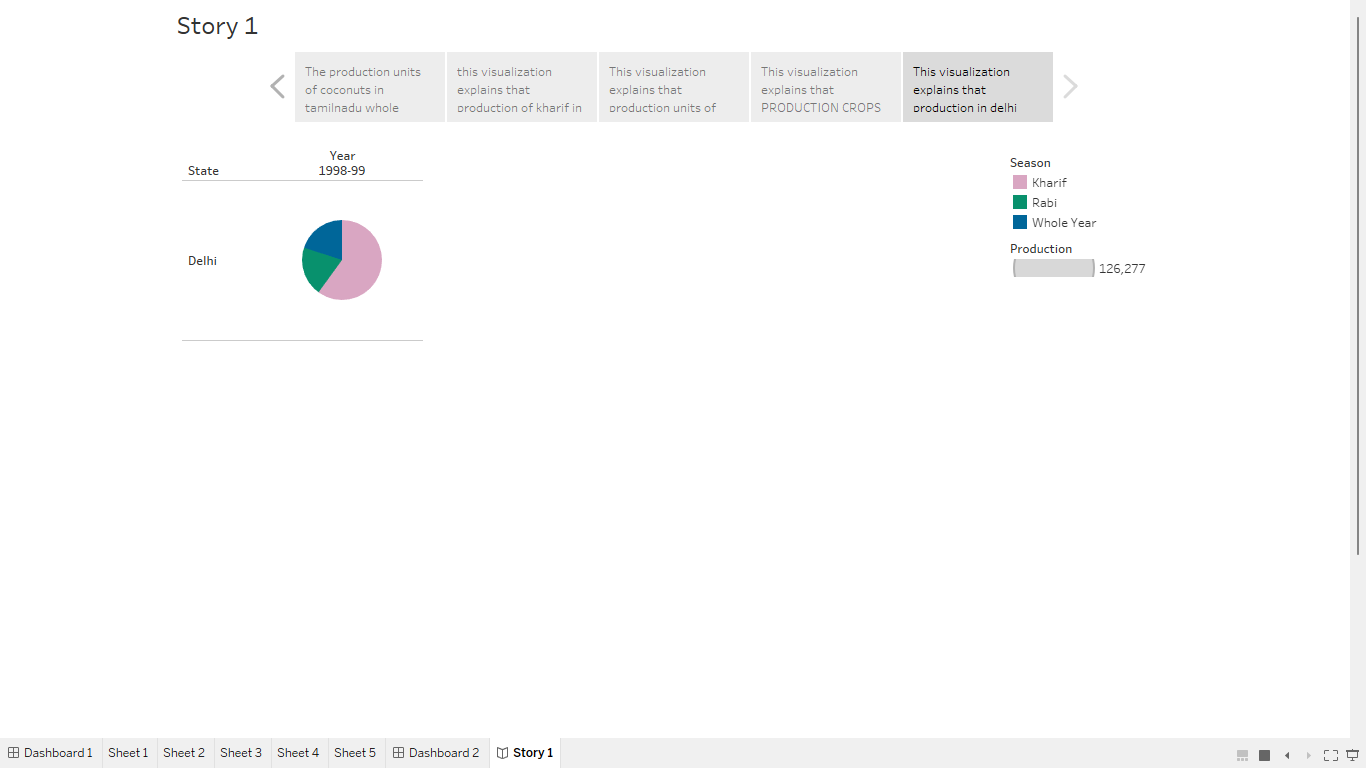 Story 1
The production units
of coconuts in
tamilnadu whole
this visualization
explains that
production of kharif in
This visualization
explains that
production units of
This visualization
explains that
PRODUCTION CROPS
This visualization
explains that
production in delhi
Year
State
1998-99
Delhi
Season
Kharif
Rabi
Whole Year
Production
126,277
Dashboard 1
Sheet 1
Sheet 2
Sheet 3
Sheet 4
Sheet 5
Dashboard 2
Story 1